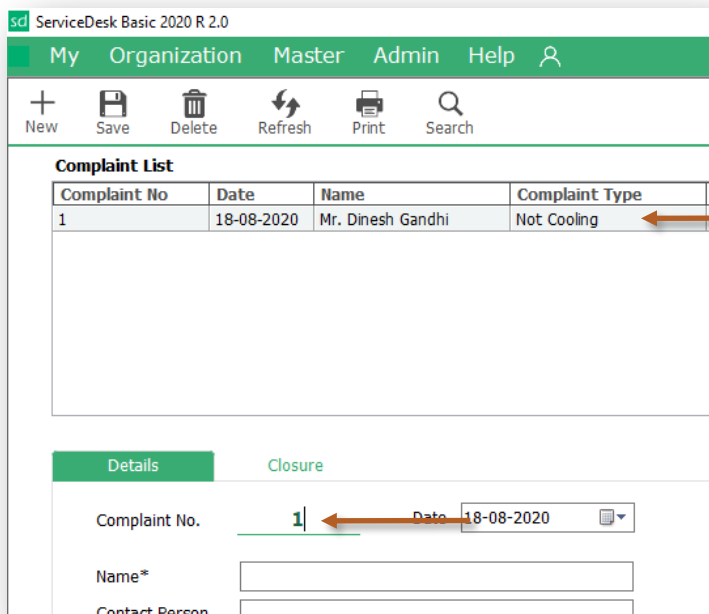 sd ServiceDesk Basic 2020 R 2.0
My Organization Master Admin Help
New Save Delete Refresh Print Search
Complaint List
Complaint No Date Name Complaint Type
1 18-08-2020 Mr. Dinesh Gandhi Not Cooling
Details Closure
Complaint No. 1 Date 18-08-2020
Name*
Contact Person